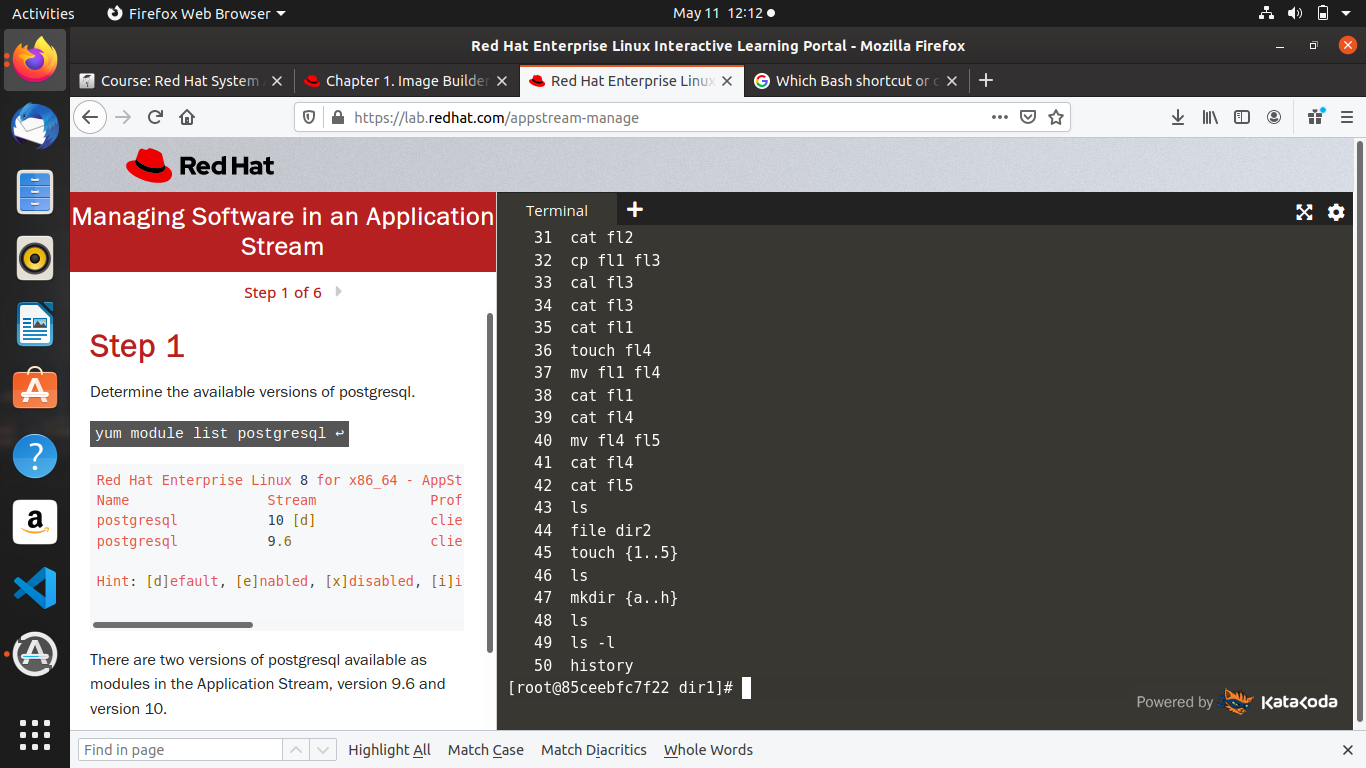 Activities
Firefox Web Browser
May 11 12:12
Red Hat Enterprise Linux Interactive Learning Portal - Mozilla Firefox
Course: Red Hat System
Chapter 1. Image Builder
Red Hat Enterprise Linux
Which Bash shortcut or
https://lab.redhat.com/appstream-manage
Red Hat
Managing Software in an Application
Stream
Step 1 of 6
Step 1
Determine the available versions of postgresql.
yum module list postgresql ↩
Red Hat Enterprise Linux 8 for x86_64 - AppSt
Name Stream Prof
postgresql 10 [d] clie
postgresql 9.6 clie
Hint: [d]efault, [e]nabled, [x]disabled, [i]i
There are two versions of postgresql available as
modules in the Application Stream, version 9.6 and
version 10.
Terminal
31 cat fl2
32 cp fl1 fl3
33 cal fl3
34 cat fl3
35 cat fl1
36 touch fl4
37 mv fl1 fl4
38 cat fl1
39 cat fl4
40 mv fl4 fl5
41 cat fl4
42 cat fl5
43 ls
44 file dir2
45 touch {1..5}
46 ls
47 mkdir {a..h}
48 ls
49 ls -l
50 history
[root@85ceebfc7f22 dir1]#
Powered by KataKoda
Find in page
Highlight All
Match Case
Match Diacritics
Whole Words